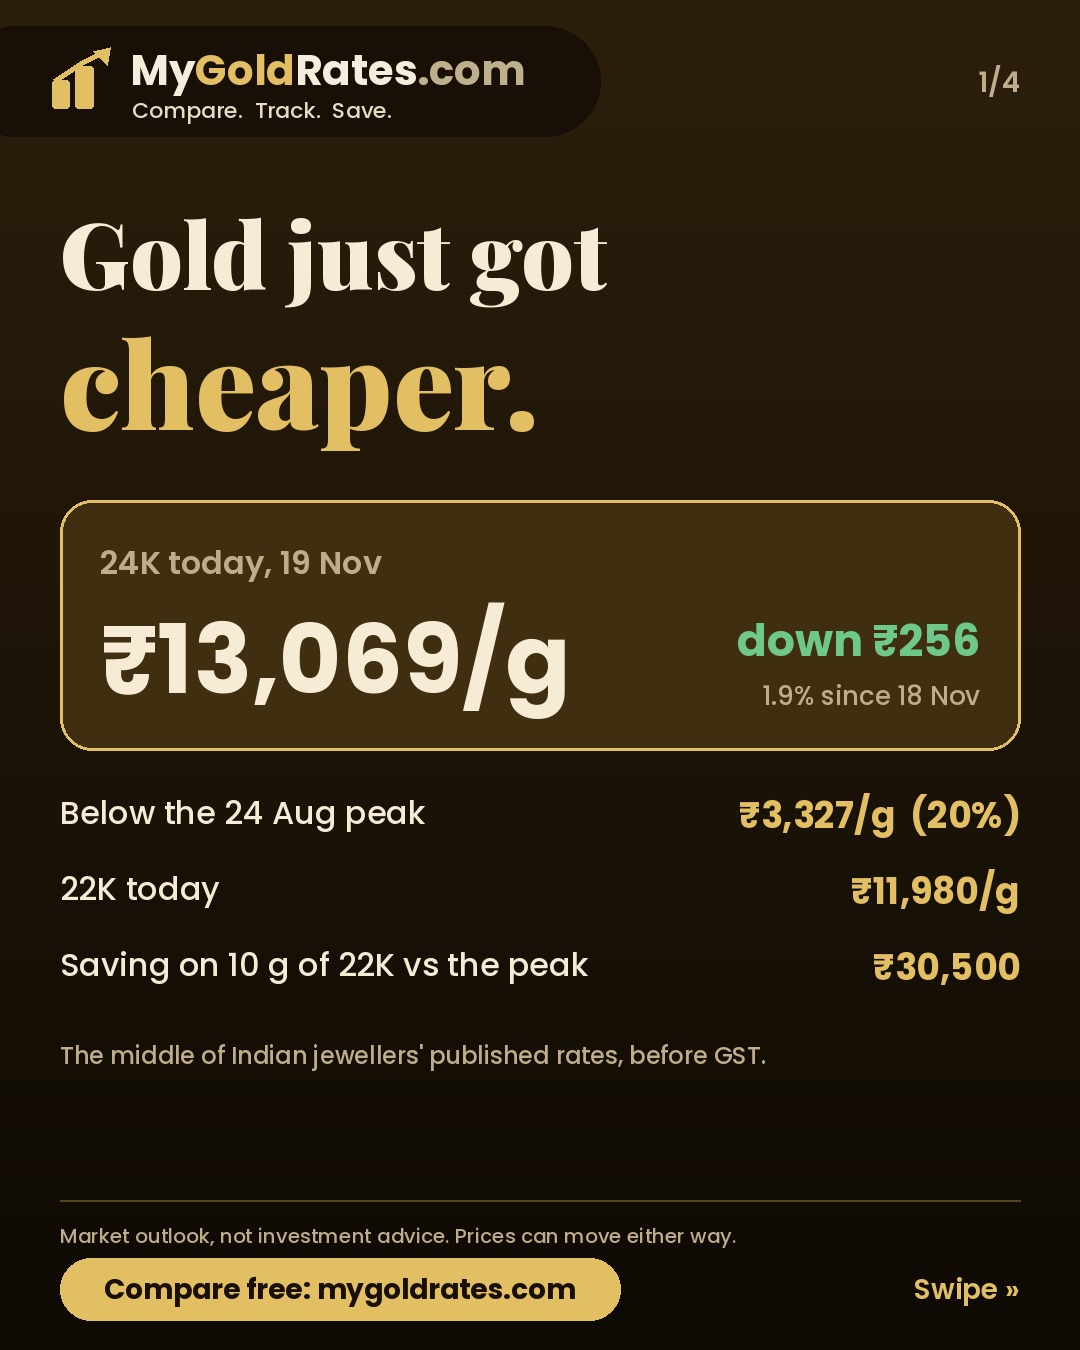 MyGoldRates.com
Compare. Track. Save.
1/4
Gold just got
cheaper.
24K today, 19 Nov
₹13,069/g
down ₹256
1.9% since 18 Nov
Below the 24 Aug peak ₹3,327/g (20%)
22K today ₹11,980/g
Saving on 10 g of 22K vs the peak ₹30,500
The middle of Indian jewellers' published rates, before GST.
Market outlook, not investment advice. Prices can move either way.
Compare free: mygoldrates.com
Swipe »